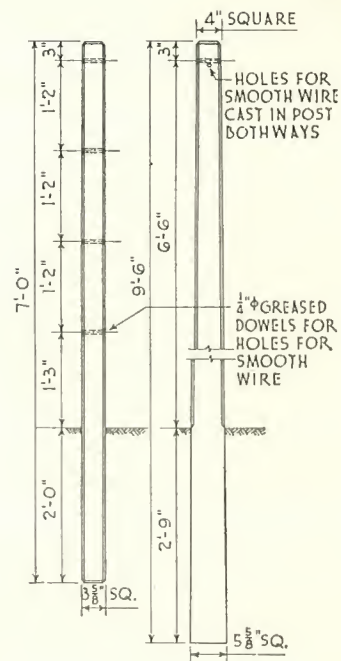 4" SQUARE
3"
3"
HOLES FOR
SMOOTH WIRE
CAST IN POST
BOTH WAYS
1'-2"
1'-2"
1'-2"
1'-3"
7'-0"
9'-6"
6'-6"
1/4" ϕ GREASED
DOWELS FOR
HOLES FOR
SMOOTH
WIRE
2'-0"
2'-9"
3 5/8" SQ.
5 5/8" SQ.